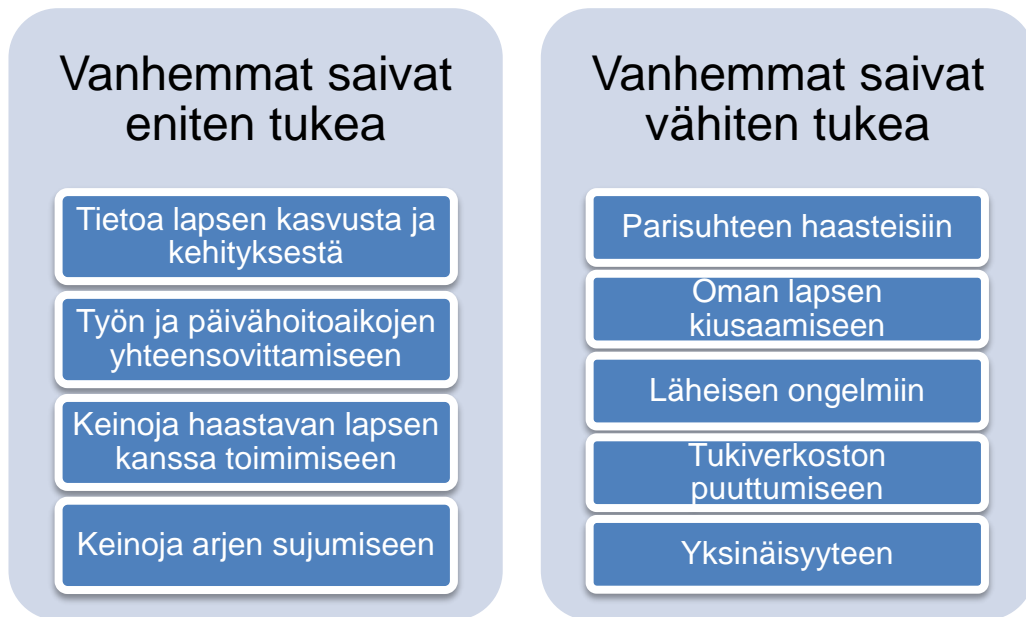 Vanhemmat saivat
eniten tukea
Tietoa lapsen kasvusta ja
kehityksestä
Työn ja päivähoitoaikojen
yhteensovittamiseen
Keinoja haastavan lapsen
kanssa toimimiseen
Keinoja arjen sujumiseen
Vanhemmat saivat
vähiten tukea
Parisuhteen haasteisiin
Oman lapsen
kiusaamiseen
Läheisen ongelmiin
Tukiverkoston
puuttumiseen
Yksinäisyyteen